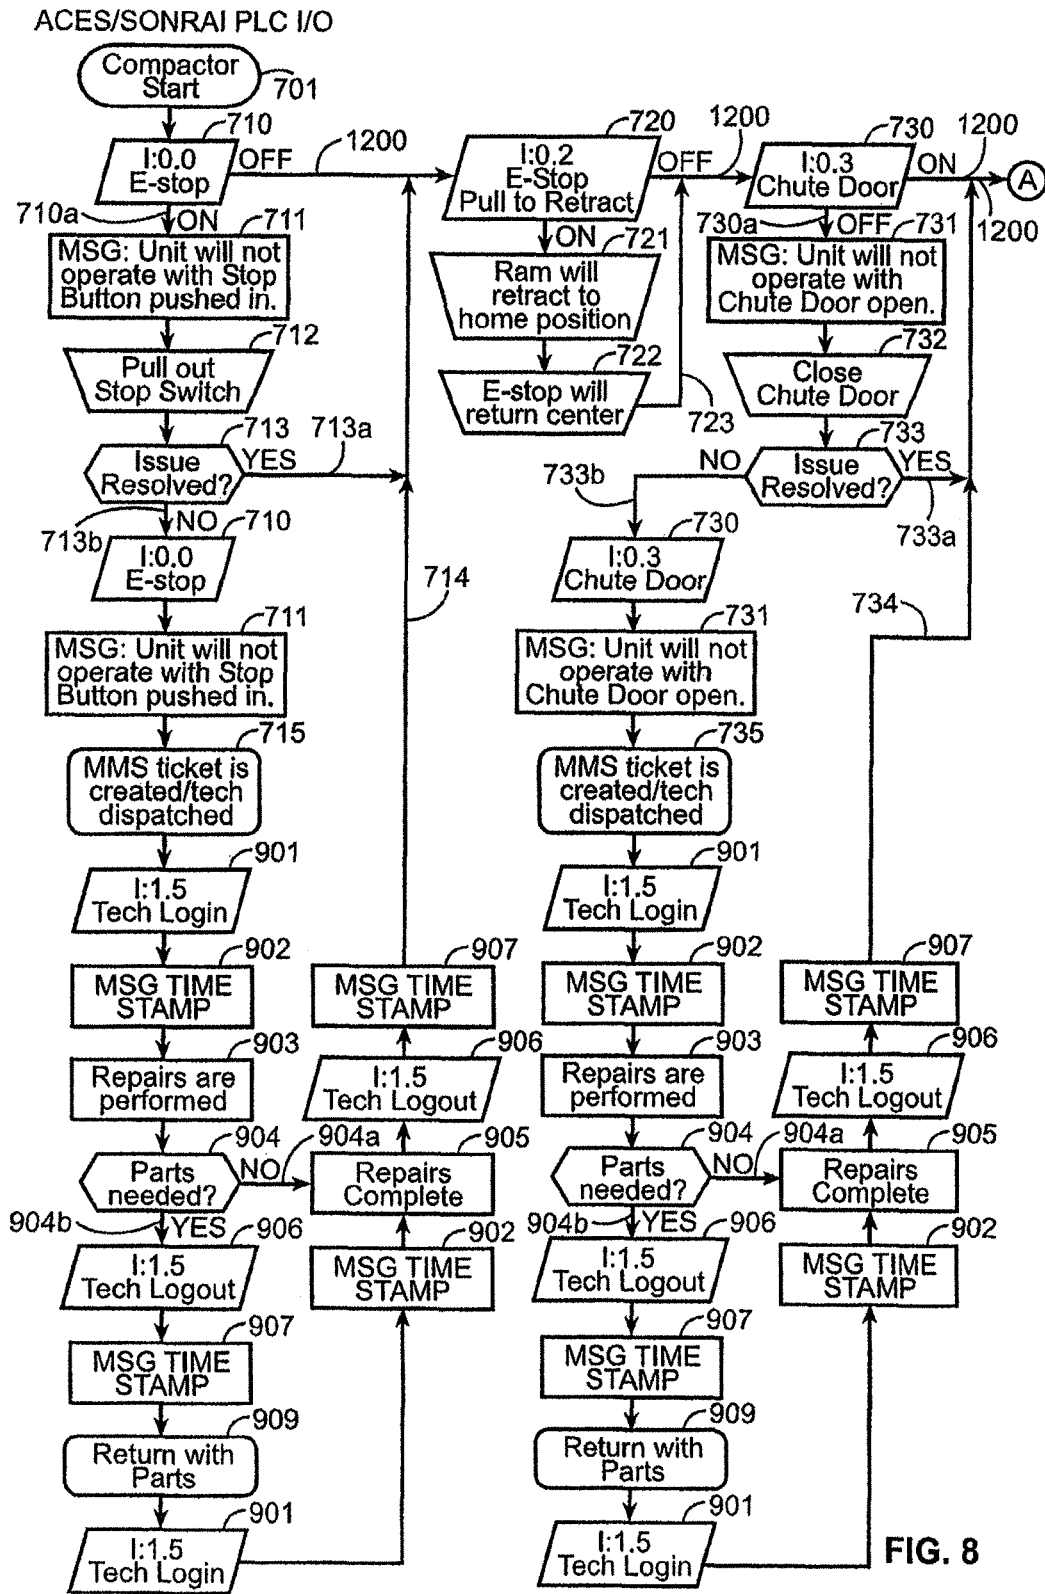 ACES/SONRAI PLC I/O
Compactor
Start
701
710
I:0.0
E-stop
OFF
1200
710a
ON
711
MSG: Unit will not
operate with Stop
Button pushed in.
712
Pull out
Stop Switch
713
713a
Issue
Resolved?
YES
713b
NO
710
I:0.0
E-stop
711
MSG: Unit will not
operate with Stop
Button pushed in.
715
MMS ticket is
created/tech
dispatched
901
I:1.5
Tech Login
902
MSG TIME
STAMP
903
Repairs are
performed
904
904a
Parts
needed?
NO
904b
YES
906
I:1.5
Tech Logout
907
MSG TIME
STAMP
909
Return with
Parts
901
I:1.5
Tech Login
714
907
MSG TIME
STAMP
906
I:1.5
Tech Logout
905
Repairs
Complete
902
MSG TIME
STAMP
720
I:0.2
E-Stop
Pull to Retract
OFF
1200
ON
721
Ram will
retract to
home position
722
E-stop will
return center
723
730
I:0.3
Chute Door
ON
1200
A
1200
730a
OFF
731
MSG: Unit will not
operate with
Chute Door open.
732
Close
Chute Door
733
NO
Issue
Resolved?
YES
733b
733a
730
I:0.3
Chute Door
734
731
MSG: Unit will not
operate with
Chute Door open.
735
MMS ticket is
created/tech
dispatched
901
I:1.5
Tech Login
902
MSG TIME
STAMP
903
Repairs are
performed
904
904a
Parts
needed?
NO
904b
YES
906
I:1.5
Tech Logout
907
MSG TIME
STAMP
909
Return with
Parts
901
I:1.5
Tech Login
907
MSG TIME
STAMP
906
I:1.5
Tech Logout
905
Repairs
Complete
902
MSG TIME
STAMP
FIG. 8